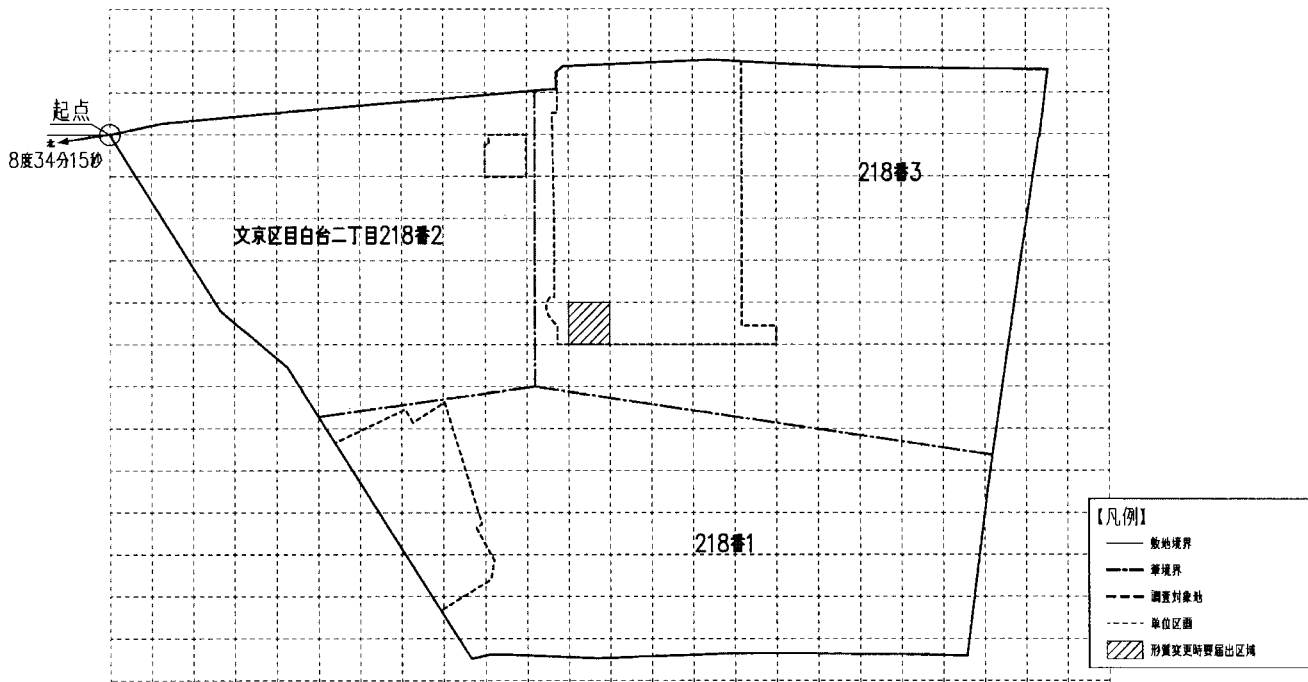 起点
北
8度34分15秒
218番3
文京区目白台二丁目218番2
218番1
【凡例】
敷地境界
筆境界
調査対象地
単位区画
形質変更時要届出区域